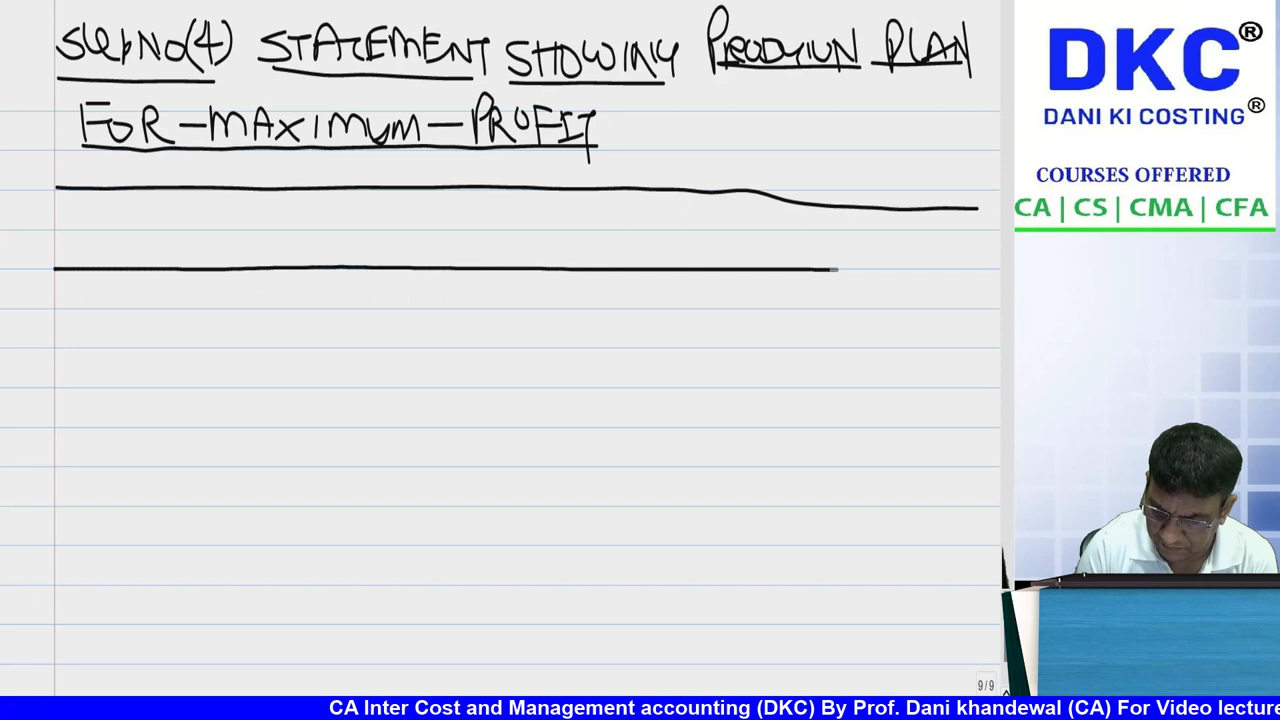 Step No (4) STATEMENT SHOWING PRODUCTION PLAN
FOR - MAXIMUM - PROFIT
DKC®
DANI KI COSTING®
COURSES OFFERED
CA | CS | CMA | CFA
9/9
CA Inter Cost and Management accounting (DKC) By Prof. Dani khandewal (CA) For Video lecture